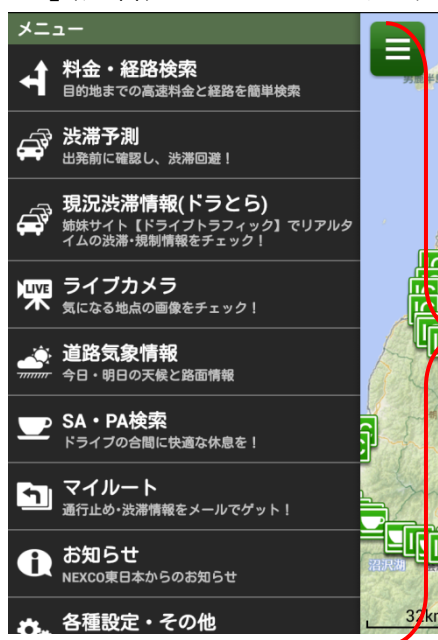 メニュー
料金・経路検索
目的地までの高速料金と経路を簡単検索
渋滞予測
出発前に確認し、渋滞回避！
現況渋滞情報(ドラとら)
姉妹サイト【ドライブトラフィック】でリアルタ
イムの渋滞・規制情報をチェック！
LIVE
ライブカメラ
気になる地点の画像をチェック！
道路気象情報
今日・明日の天候と路面情報
SA・PA検索
ドライブの合間に快適な休息を！
マイルート
通行止め・渋滞情報をメールでゲット！
お知らせ
NEXCO東日本からのお知らせ
各種設定・その他
沼沢湖
32km